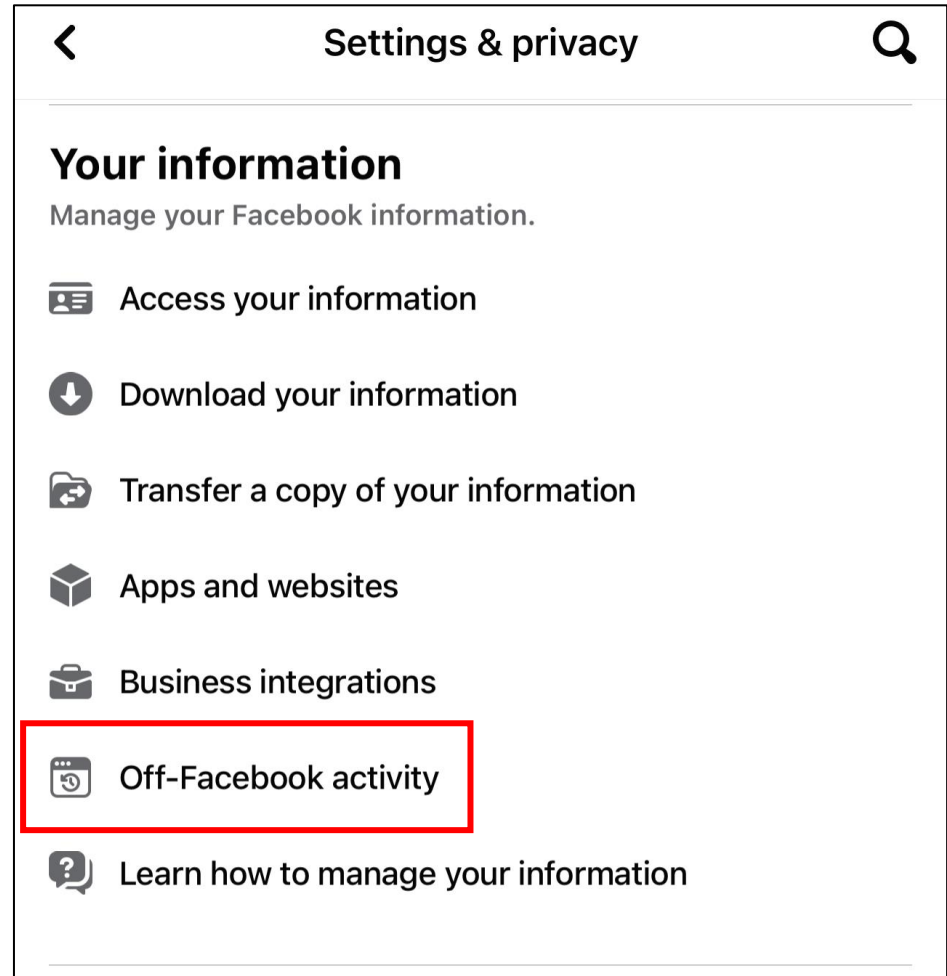 Settings & privacy
Your information
Manage your Facebook information.
Access your information
Download your information
Transfer a copy of your information
Apps and websites
Business integrations
Off-Facebook activity
Learn how to manage your information